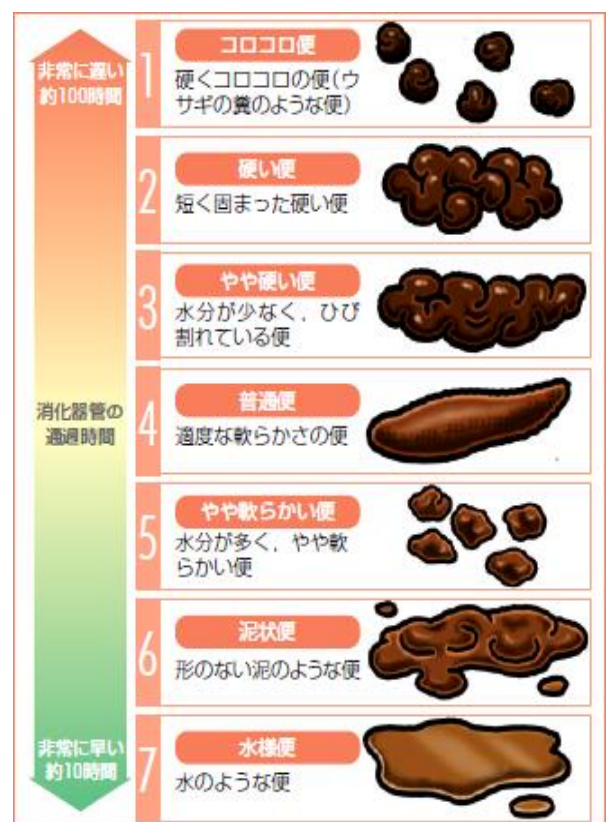 非常に遅い
約100時間
消化器管の
通過時間
非常に早い
約10時間
1
コロコロ便
硬くコロコロの便(ウ
サギの糞のような便)
2
硬い便
短く固まった硬い便
3
やや硬い便
水分が少なく，ひび
割れている便
4
普通便
適度な軟らかさの便
5
やや軟らかい便
水分が多く，やや軟
らかい便
6
泥状便
形のない泥のような便
7
水様便
水のような便